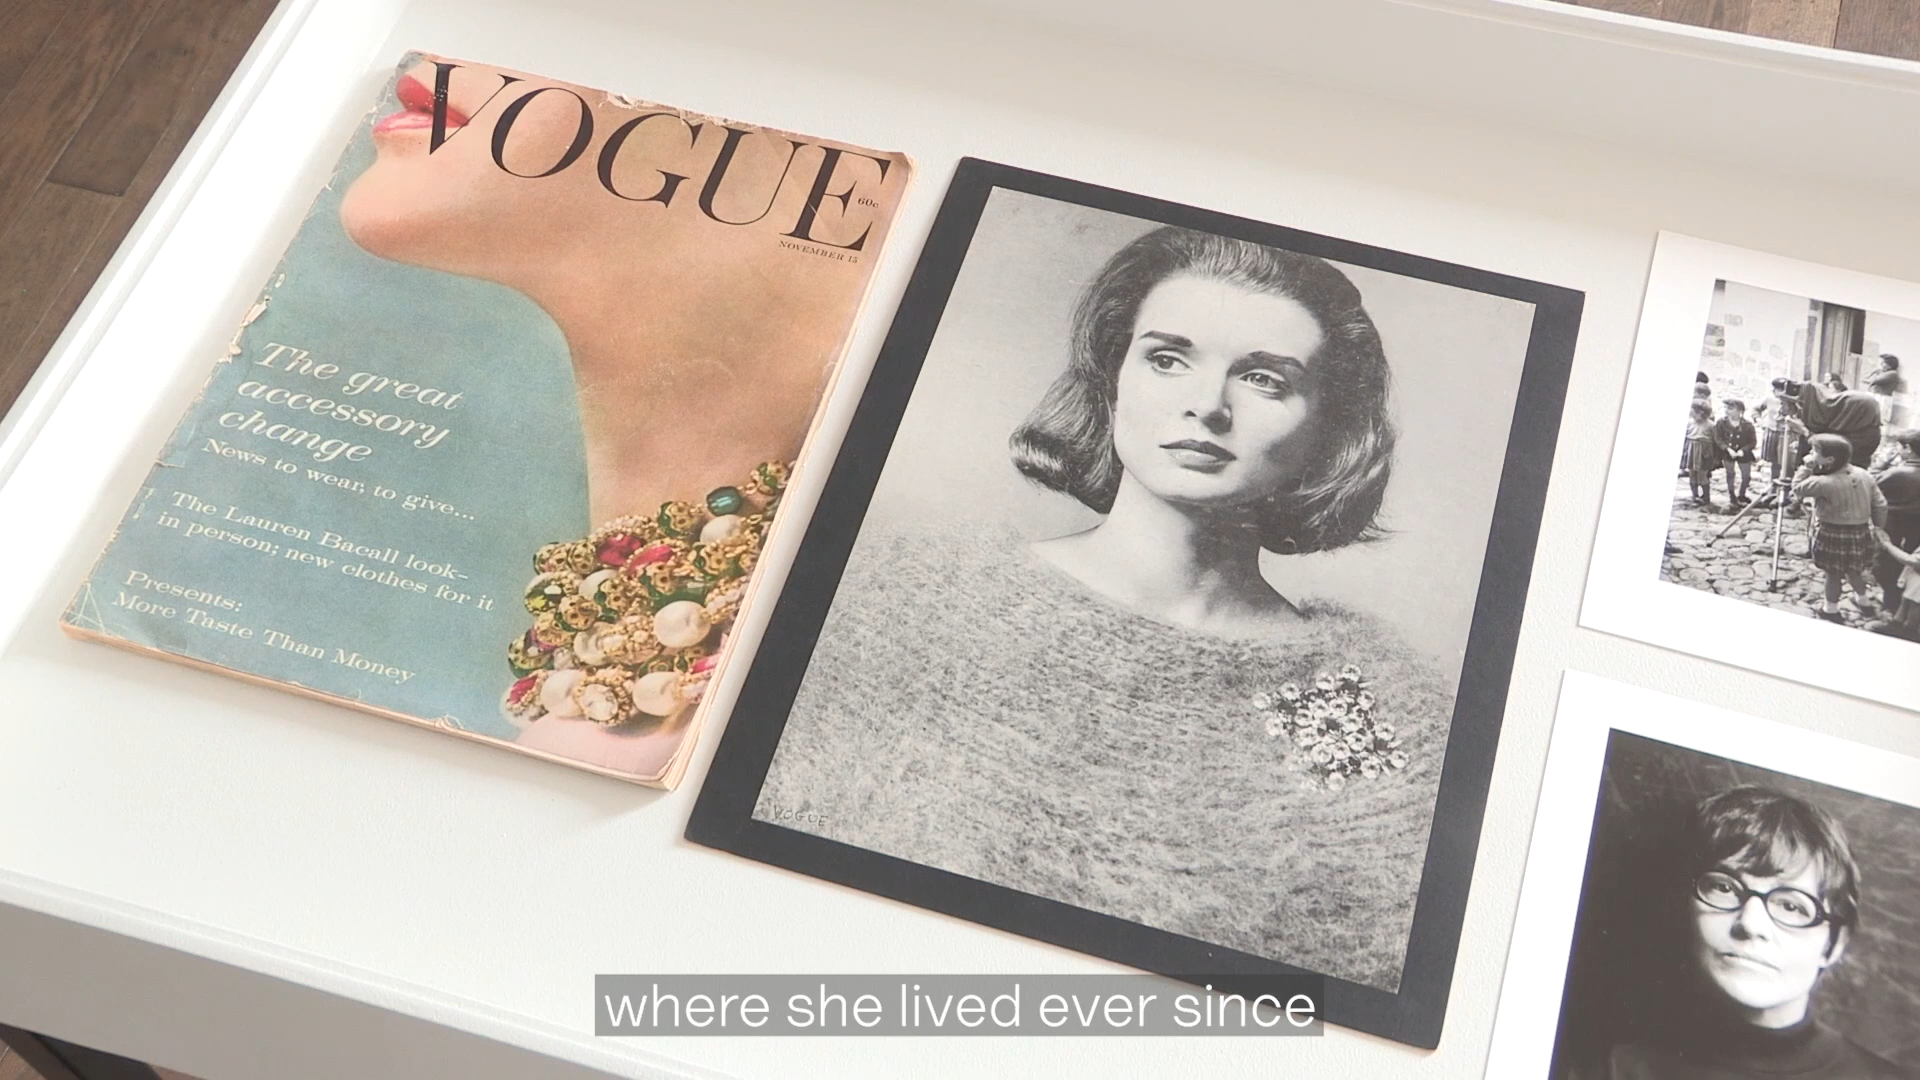 VOGUE
60c
NOVEMBER 15
The great
accessory
change
News to wear, to give...
The Lauren Bacall look–
in person; new clothes for it
Presents:
More Taste Than Money
VOGUE
where she lived ever since